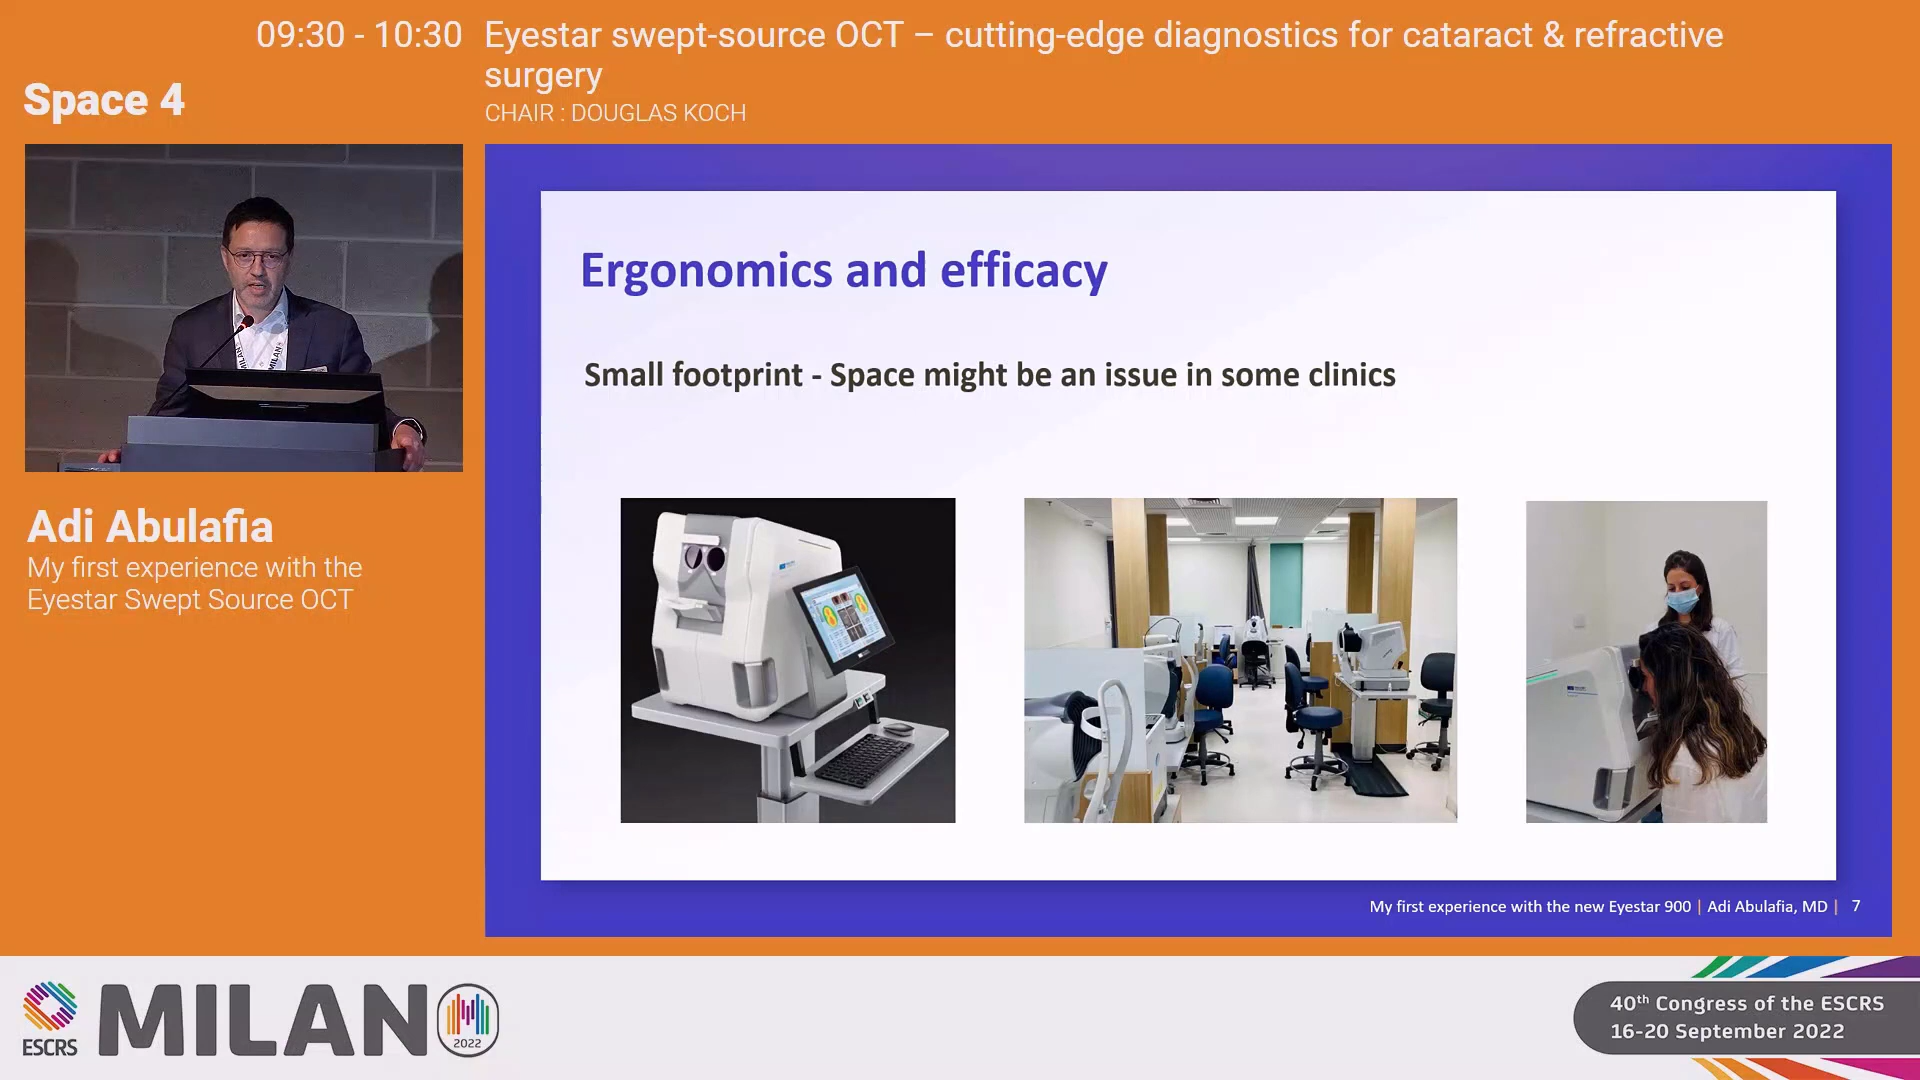 09:30 - 10:30
Eyestar swept-source OCT – cutting-edge diagnostics for cataract & refractive
surgery
CHAIR : DOUGLAS KOCH
Space 4
MILAN
Adi Abulafia
My first experience with the
Eyestar Swept Source OCT
Ergonomics and efficacy
Small footprint - Space might be an issue in some clinics
My first experience with the new Eyestar 900 | Adi Abulafia, MD | 7
ESCRS
MILANO
2022
40th Congress of the ESCRS
16-20 September 2022